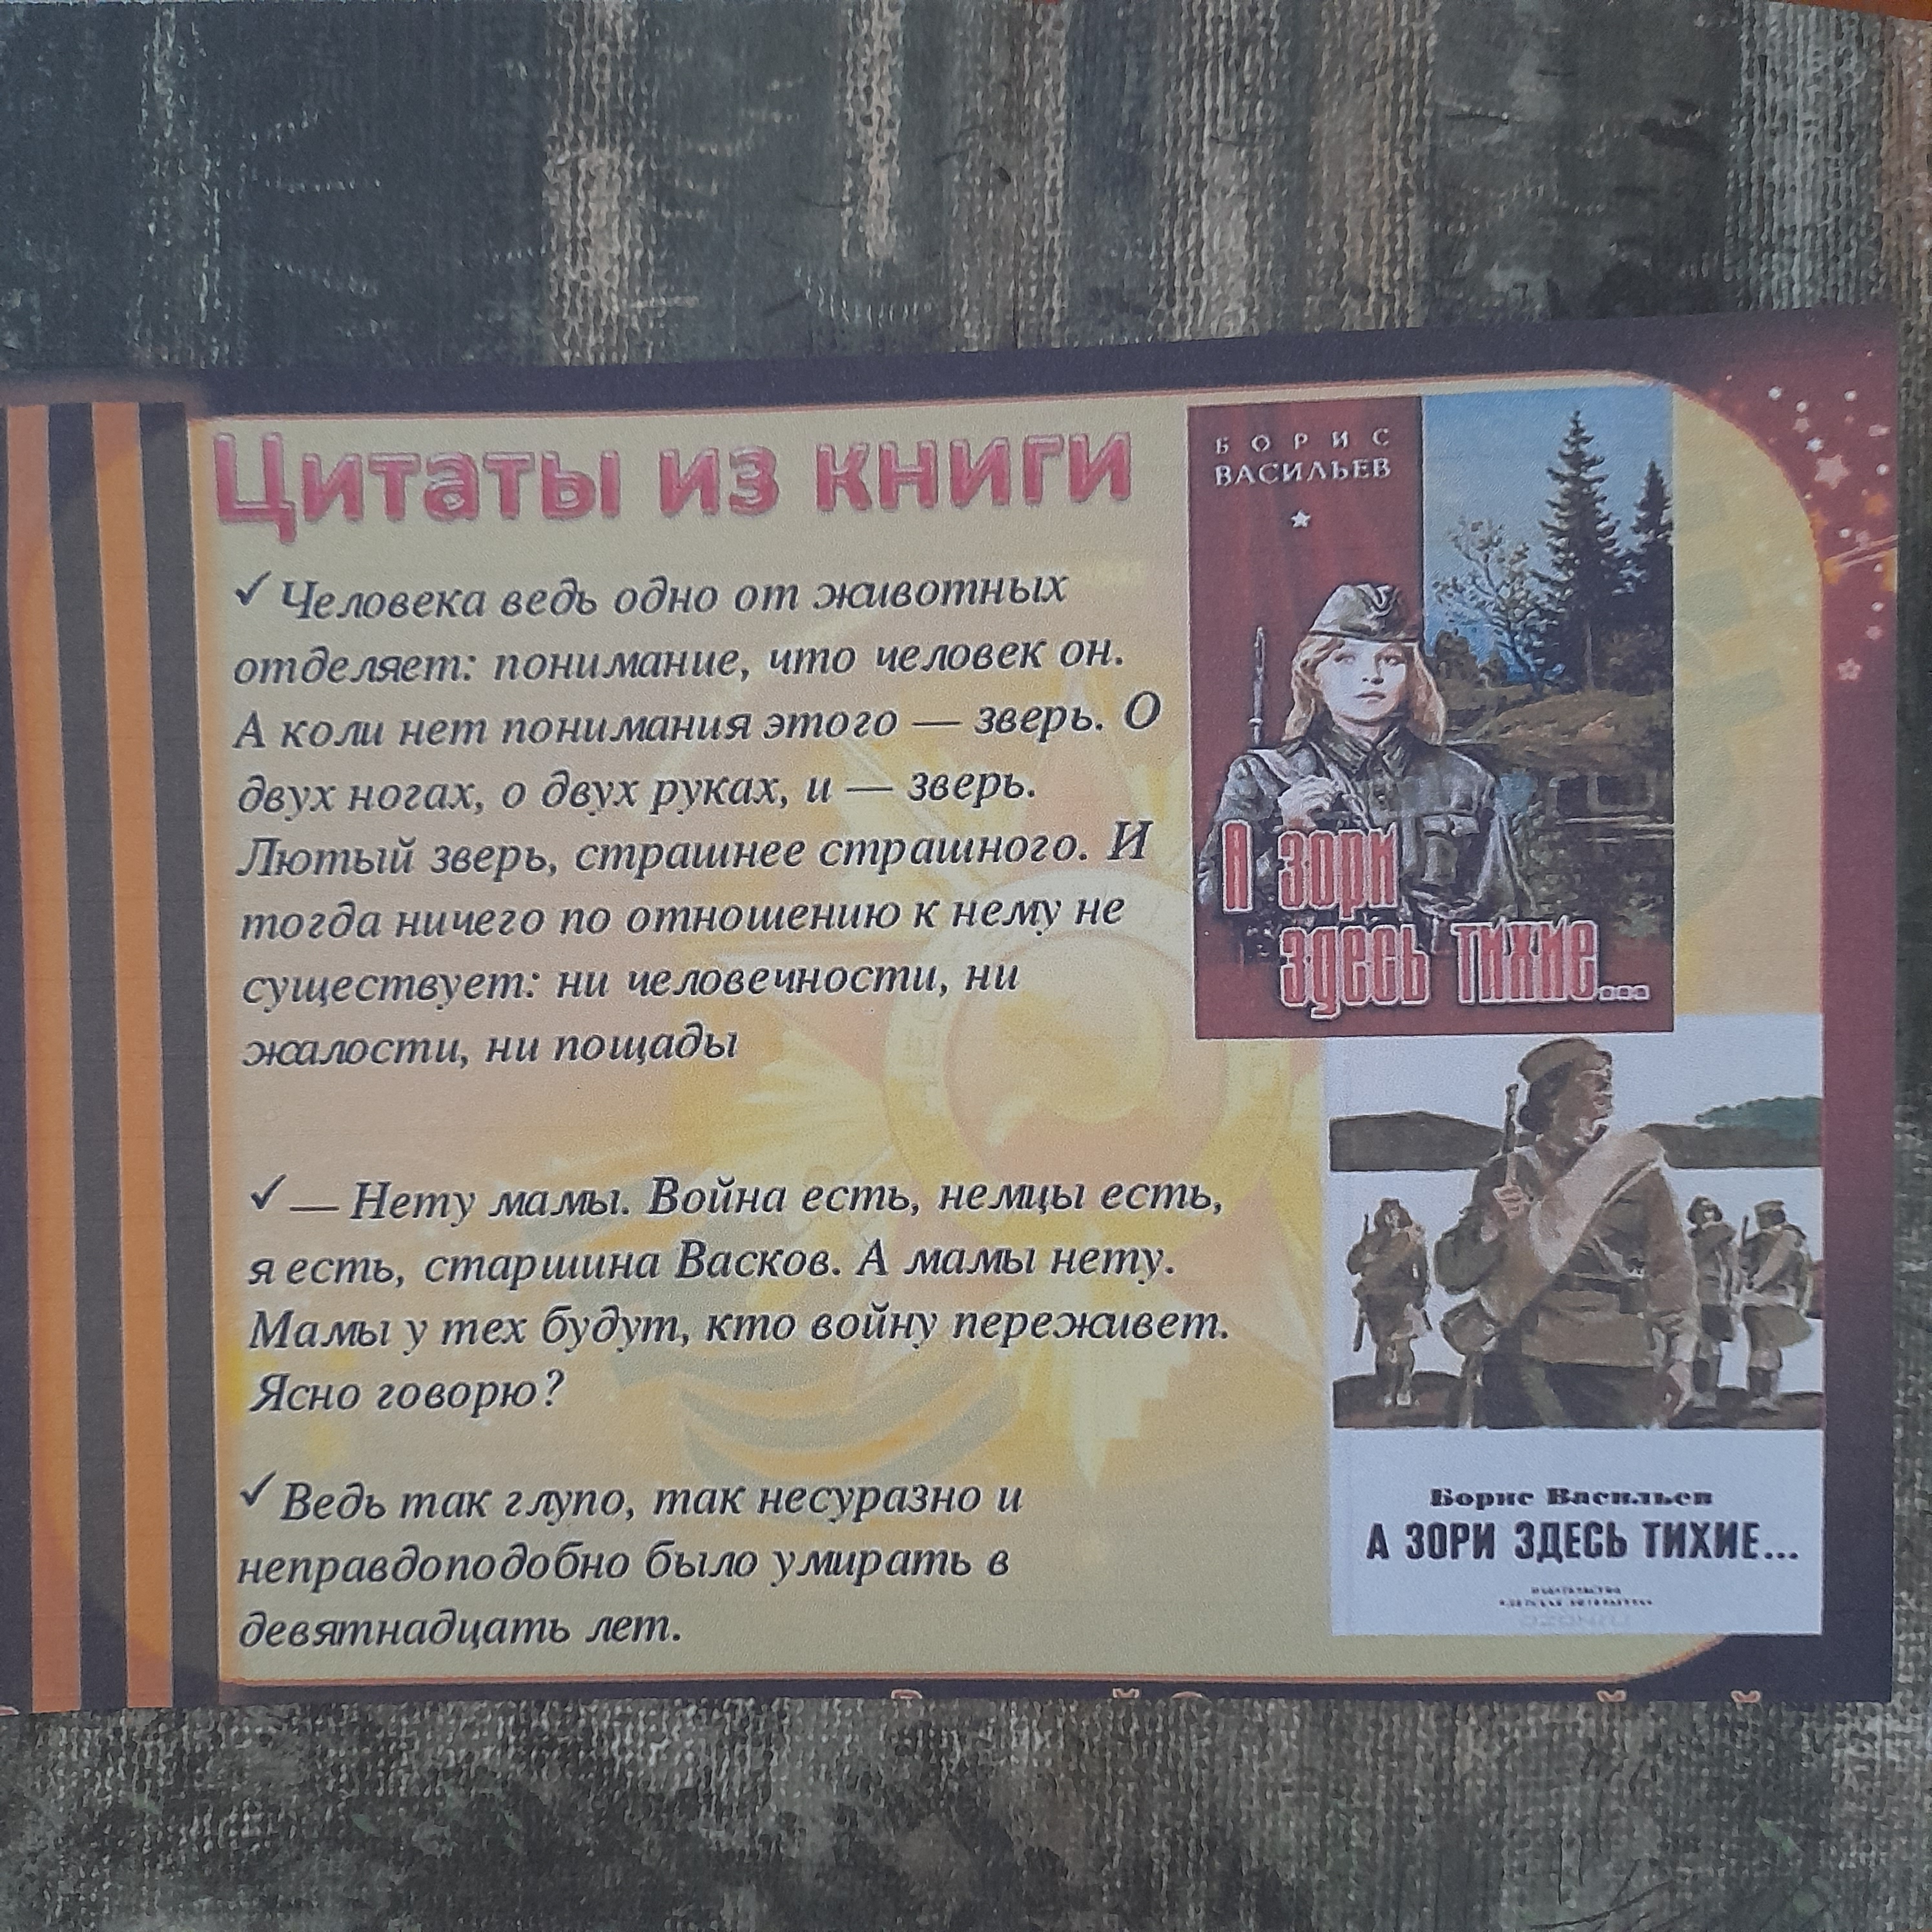 Цитаты из книги
✓ Человека ведь одно от животных
отделяет: понимание, что человек он.
А коли нет понимания этого — зверь. О
двух ногах, о двух руках, и — зверь.
Лютый зверь, страшнее страшного. И
тогда ничего по отношению к нему не
существует: ни человечности, ни
жалости, ни пощады
✓ — Нету мамы. Война есть, немцы есть,
я есть, старшина Васков. А мамы нету.
Мамы у тех будут, кто войну переживет.
Ясно говорю?
✓ Ведь так глупо, так несуразно и
неправдоподобно было умирать в
девятнадцать лет.
БОРИС
ВАСИЛЬЕВ
А зори
здесь тихие...
Борис Васильев
А ЗОРИ ЗДЕСЬ ТИХИЕ...
ИЗДАТЕЛЬСТВО
«ДЕТСКАЯ ЛИТЕРАТУРА»